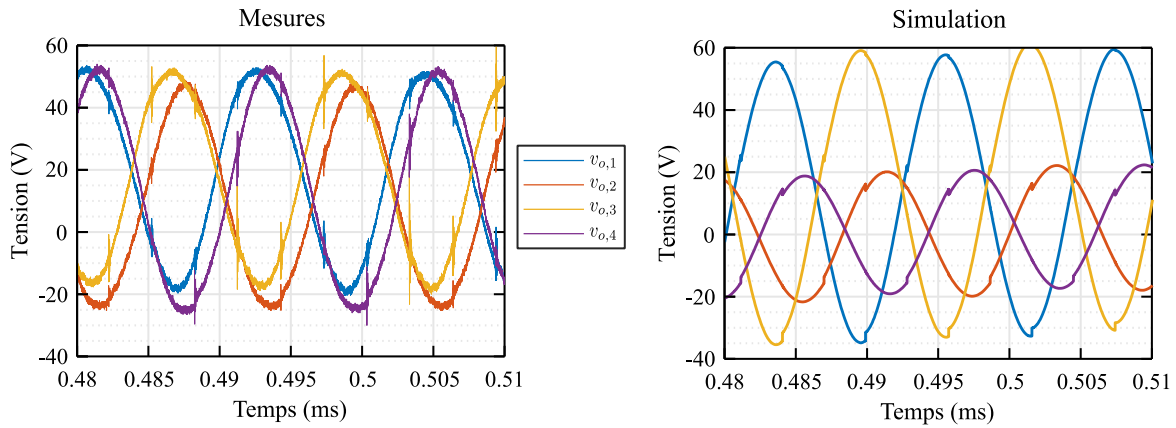 Mesures
Tension (V)
60
40
20
0
-20
-40
0.48 0.485 0.49 0.495 0.5 0.505 0.51
Temps (ms)
v_{o,1}
v_{o,2}
v_{o,3}
v_{o,4}
Simulation
Tension (V)
60
40
20
0
-20
-40
0.48 0.485 0.49 0.495 0.5 0.505 0.51
Temps (ms)